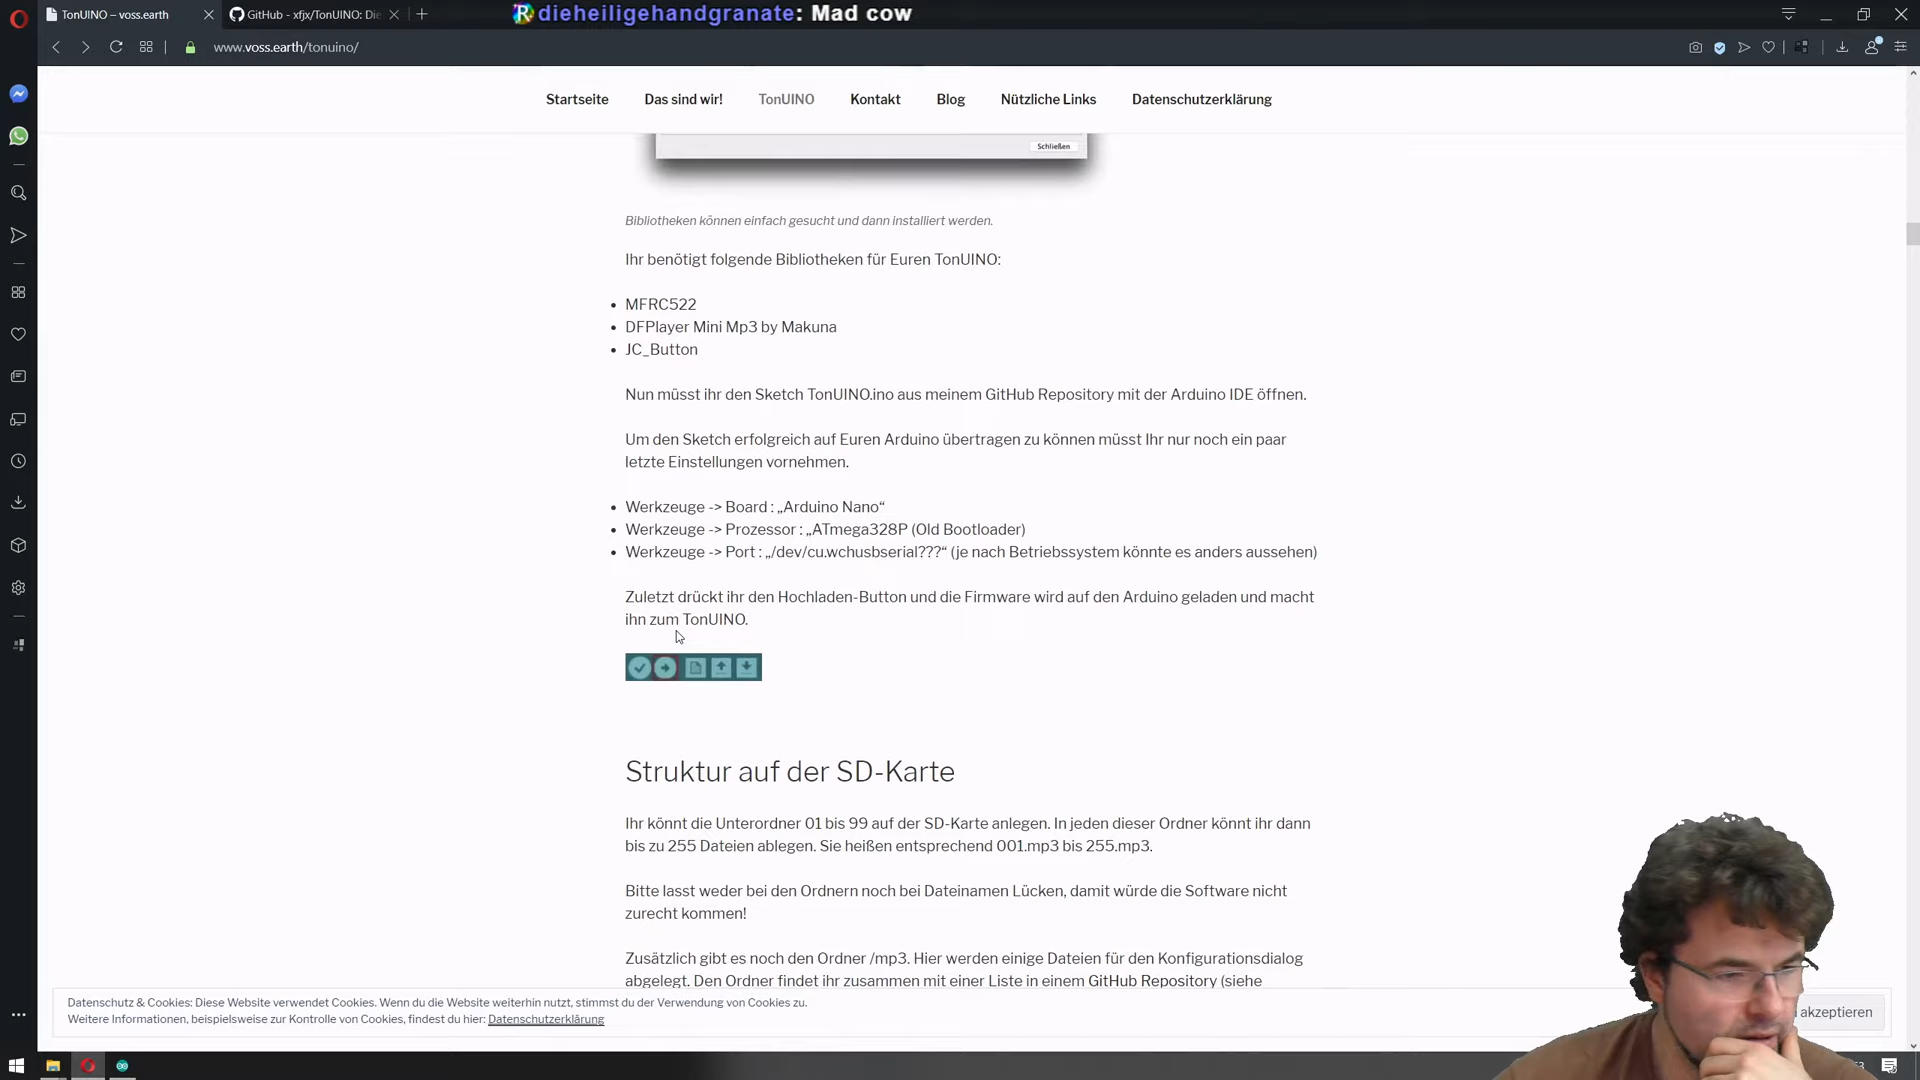 TonUINO – voss.earth
GitHub - xfjx/TonUINO: Die
dieheiligehandgranate: Mad cow
www.voss.earth/tonuino/
Startseite
Das sind wir!
TonUINO
Kontakt
Blog
Nützliche Links
Datenschutzerklärung
Schließen
Bibliotheken können einfach gesucht und dann installiert werden.
Ihr benötigt folgende Bibliotheken für Euren TonUINO:
• MFRC522
• DFPlayer Mini Mp3 by Makuna
• JC_Button
Nun müsst ihr den Sketch TonUINO.ino aus meinem GitHub Repository mit der Arduino IDE öffnen.
Um den Sketch erfolgreich auf Euren Arduino übertragen zu können müsst Ihr nur noch ein paar
letzte Einstellungen vornehmen.
• Werkzeuge -> Board : „Arduino Nano“
• Werkzeuge -> Prozessor : „ATmega328P (Old Bootloader)
• Werkzeuge -> Port : „/dev/cu.wchusbserial???“ (je nach Betriebssystem könnte es anders aussehen)
Zuletzt drückt ihr den Hochladen-Button und die Firmware wird auf den Arduino geladen und macht
ihn zum TonUINO.
Struktur auf der SD-Karte
Ihr könnt die Unterordner 01 bis 99 auf der SD-Karte anlegen. In jeden dieser Ordner könnt ihr dann
bis zu 255 Dateien ablegen. Sie heißen entsprechend 001.mp3 bis 255.mp3.
Bitte lasst weder bei den Ordnern noch bei Dateinamen Lücken, damit würde die Software nicht
zurecht kommen!
Zusätzlich gibt es noch den Ordner /mp3. Hier werden einige Dateien für den Konfigurationsdialog
abgelegt. Den Ordner findet ihr zusammen mit einer Liste in einem GitHub Repository (siehe
Datenschutz & Cookies: Diese Website verwendet Cookies. Wenn du die Website weiterhin nutzt, stimmst du der Verwendung von Cookies zu.
Weitere Informationen, beispielsweise zur Kontrolle von Cookies, findest du hier: Datenschutzerklärung
akzeptieren